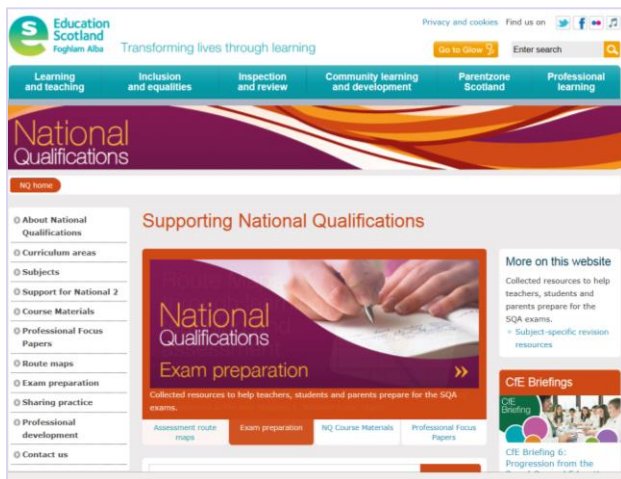 Education
Scotland
Foghlam Alba
Transforming lives through learning
Privacy and cookies Find us on
Go to Glow
Enter search
Learning
and teaching
Inclusion
and equalities
Inspection
and review
Community learning
and development
Parentzone
Scotland
Professional
learning
National
Qualifications
NQ home
About National
Qualifications
Curriculum areas
Subjects
Support for National 2
Course Materials
Professional Focus
Papers
Route maps
Exam preparation
Sharing practice
Professional
development
Contact us
Supporting National Qualifications
National
Qualifications
Exam preparation
Collected resources to help teachers, students and parents prepare for the SQA
exams.
Assessment route
maps
Exam preparation
NQ Course Materials
Professional Focus
Papers
More on this website
Collected resources to help
teachers, students and
parents prepare for the
SQA exams.
Subject-specific revision
resources
CfE Briefings
CfE
Briefing
CfE Briefing 6:
Progression from the